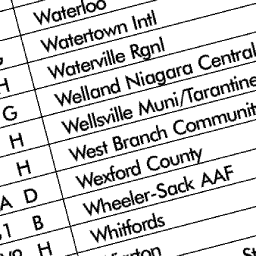 Waterloo
Watertown Intl
H Waterville Rgnl
G Welland Niagara Central
H Wellsville Muni/Tarantine
H West Branch Communit
A D Wexford County
1 B Wheeler-Sack AAF
H Whitfords